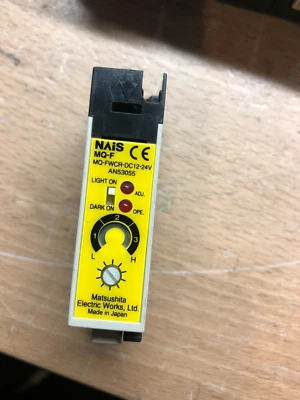 NAiS CE
MQ-F
MQ-FWCR-DC12-24V
AN53055
LIGHT ON
ADJ.
DARK ON
OPE.
1 2 3
L H
Matsushita
Electric Works, Ltd.
Made in Japan